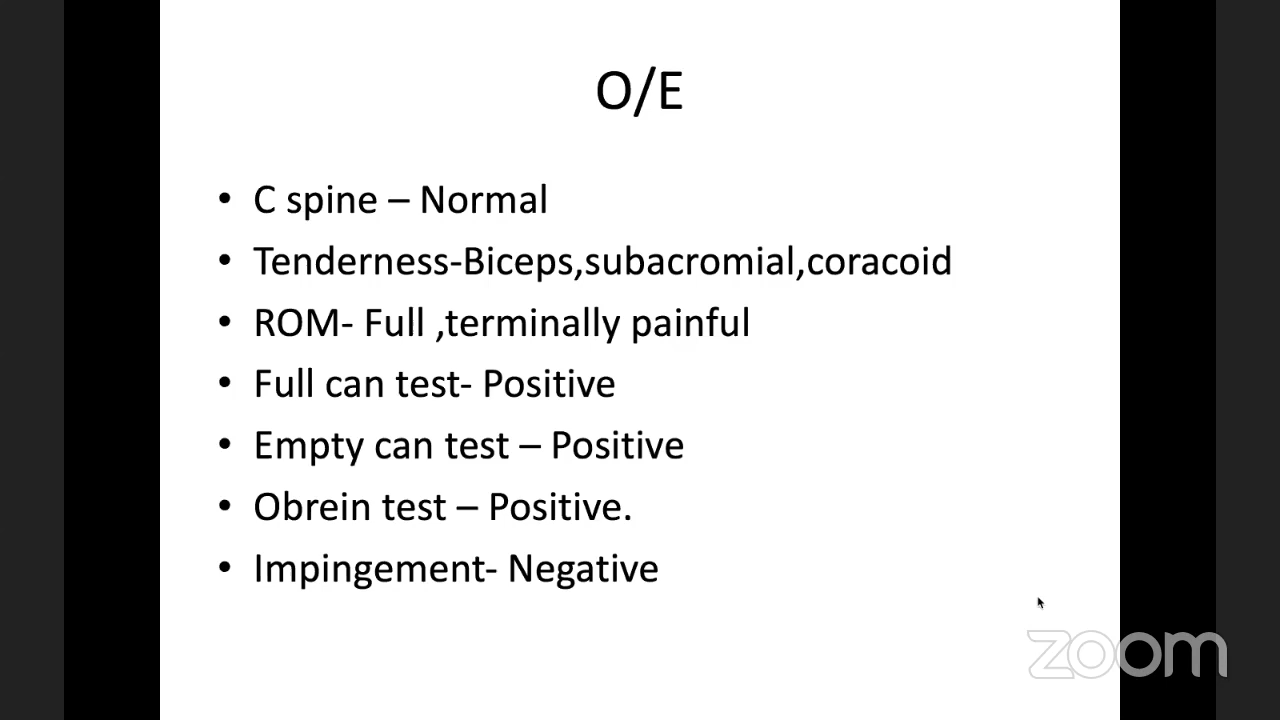 O/E
• C spine – Normal
• Tenderness-Biceps,subacromial,coracoid
• ROM- Full ,terminally painful
• Full can test- Positive
• Empty can test – Positive
• Obrein test – Positive.
• Impingement- Negative
zoom